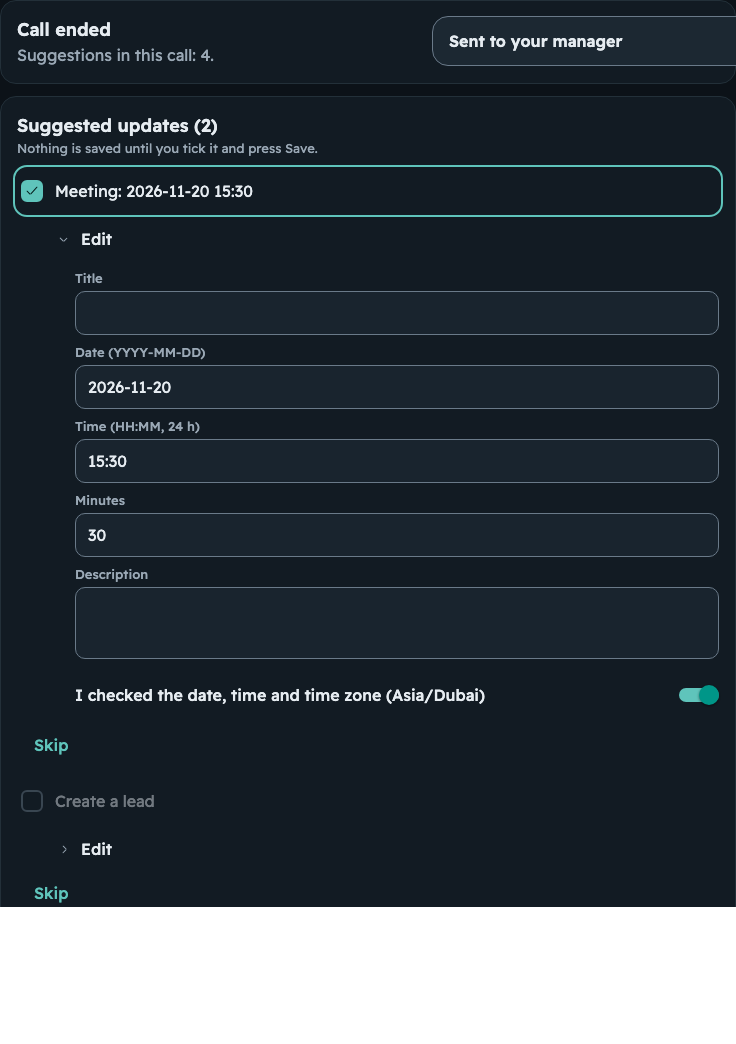 Call ended
Suggestions in this call: 4.
Sent to your manager
Suggested updates (2)
Nothing is saved until you tick it and press Save.
Meeting: 2026-11-20 15:30
Edit
Title
Date (YYYY-MM-DD)
2026-11-20
Time (HH:MM, 24 h)
15:30
Minutes
30
Description
I checked the date, time and time zone (Asia/Dubai)
Skip
Create a lead
Edit
Skip